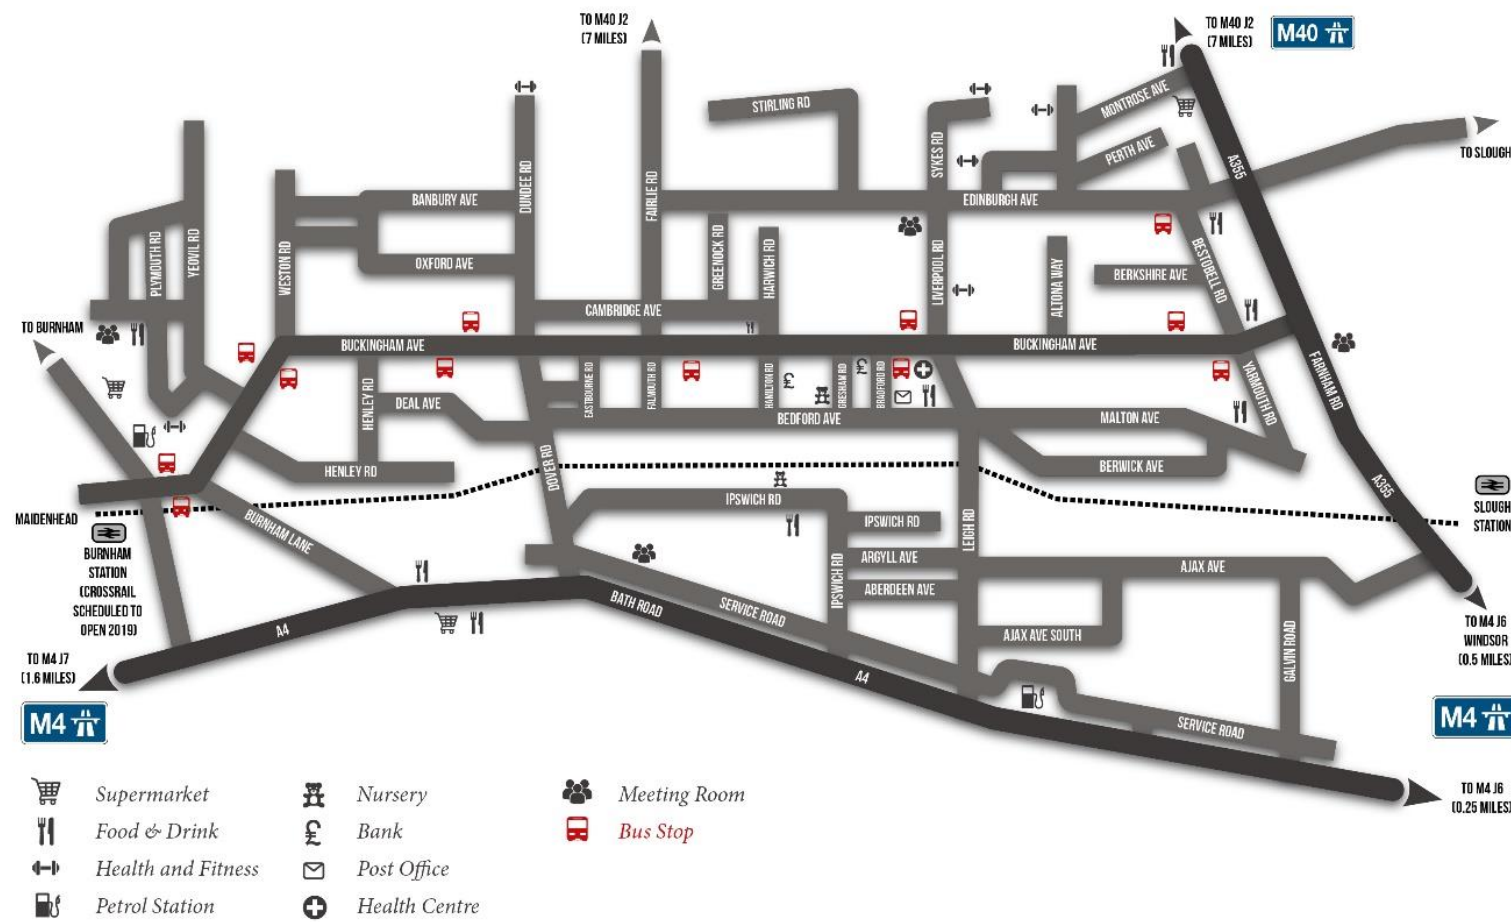 TO M40 J2
(7 MILES)
TO M40 J2
(7 MILES)
M40
MONTROSE AVE
STIRLING RD
SYKES RD
PERTH AVE
A355
TO SLOUGH
DUNDEE RD
FAIRLIE RD
BANBURY AVE
EDINBURGH AVE
PLYMOUTH RD
YEOVIL RD
WESTON RD
OXFORD AVE
GREENOCK RD
HARWICH RD
LIVERPOOL RD
ALTONA WAY
BERKSHIRE AVE
BESTOBELL RD
CAMBRIDGE AVE
TO BURNHAM
BUCKINGHAM AVE
BUCKINGHAM AVE
FARNHAM RD
HENLEY RD
DEAL AVE
EASTBOURNE RD
FALMOUTH RD
HAMILTON RD
GRESHAM RD
BRADFORD RD
YARMOUTH RD
BEDFORD AVE
MALTON AVE
HENLEY RD
DOVER RD
BERWICK AVE
A355
IPSWICH RD
MAIDENHEAD
BURNHAM LANE
IPSWICH RD
LEIGH RD
SLOUGH
STATION
BURNHAM
STATION
(CROSSRAIL
SCHEDULED TO
OPEN 2019)
ARGYLL AVE
AJAX AVE
IPSWICH RD
ABERDEEN AVE
BATH ROAD
SERVICE ROAD
A4
AJAX AVE SOUTH
GALVIN ROAD
TO M4 J6
WINDSOR
(0.5 MILES)
TO M4 J7
(1.6 MILES)
A4
M4
SERVICE ROAD
M4
TO M4 J6
(0.25 MILES)
Supermarket
Nursery
Meeting Room
Food & Drink
Bank
Bus Stop
Health and Fitness
Post Office
Petrol Station
Health Centre